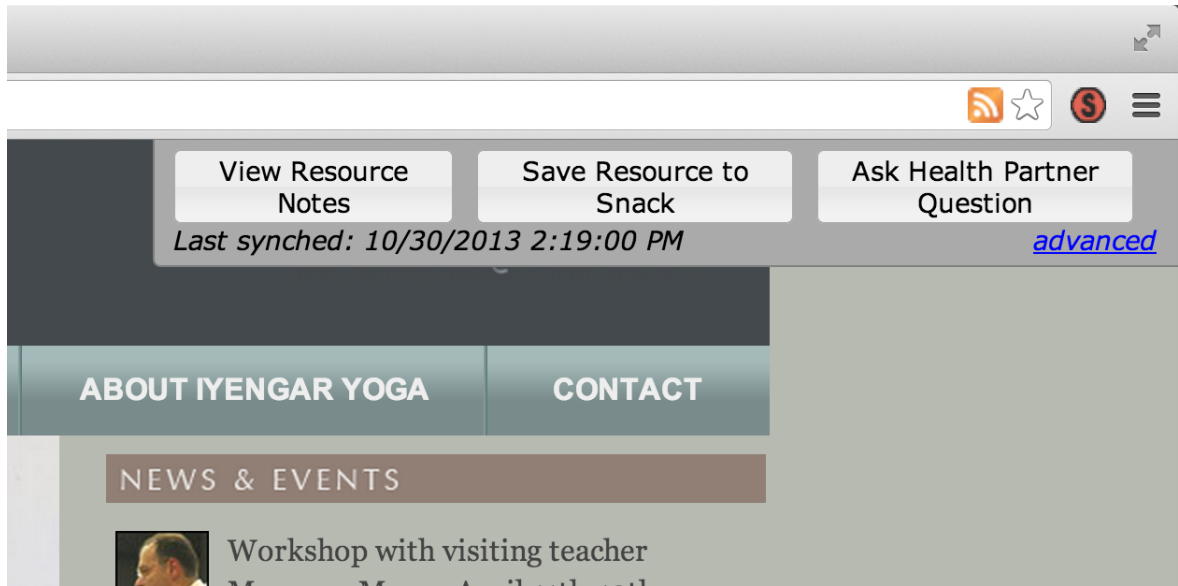 S
View Resource
Notes
Save Resource to
Snack
Ask Health Partner
Question
Last synched: 10/30/2013 2:19:00 PM
advanced
ABOUT IYENGAR YOGA
CONTACT
NEWS & EVENTS
Workshop with visiting teacher